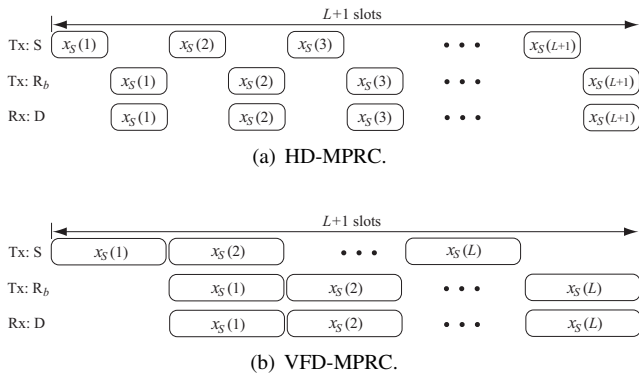 L+1 slots
Tx: S x_S(1) x_S(2) x_S(3) • • • x_S(L+1)
Tx: R_b x_S(1) x_S(2) x_S(3) • • • x_S(L+1)
Rx: D x_S(1) x_S(2) x_S(3) • • • x_S(L+1)
(a) HD-MPRC.
L+1 slots
Tx: S x_S(1) x_S(2) • • • x_S(L)
Tx: R_b x_S(1) x_S(2) • • • x_S(L)
Rx: D x_S(1) x_S(2) • • • x_S(L)
(b) VFD-MPRC.